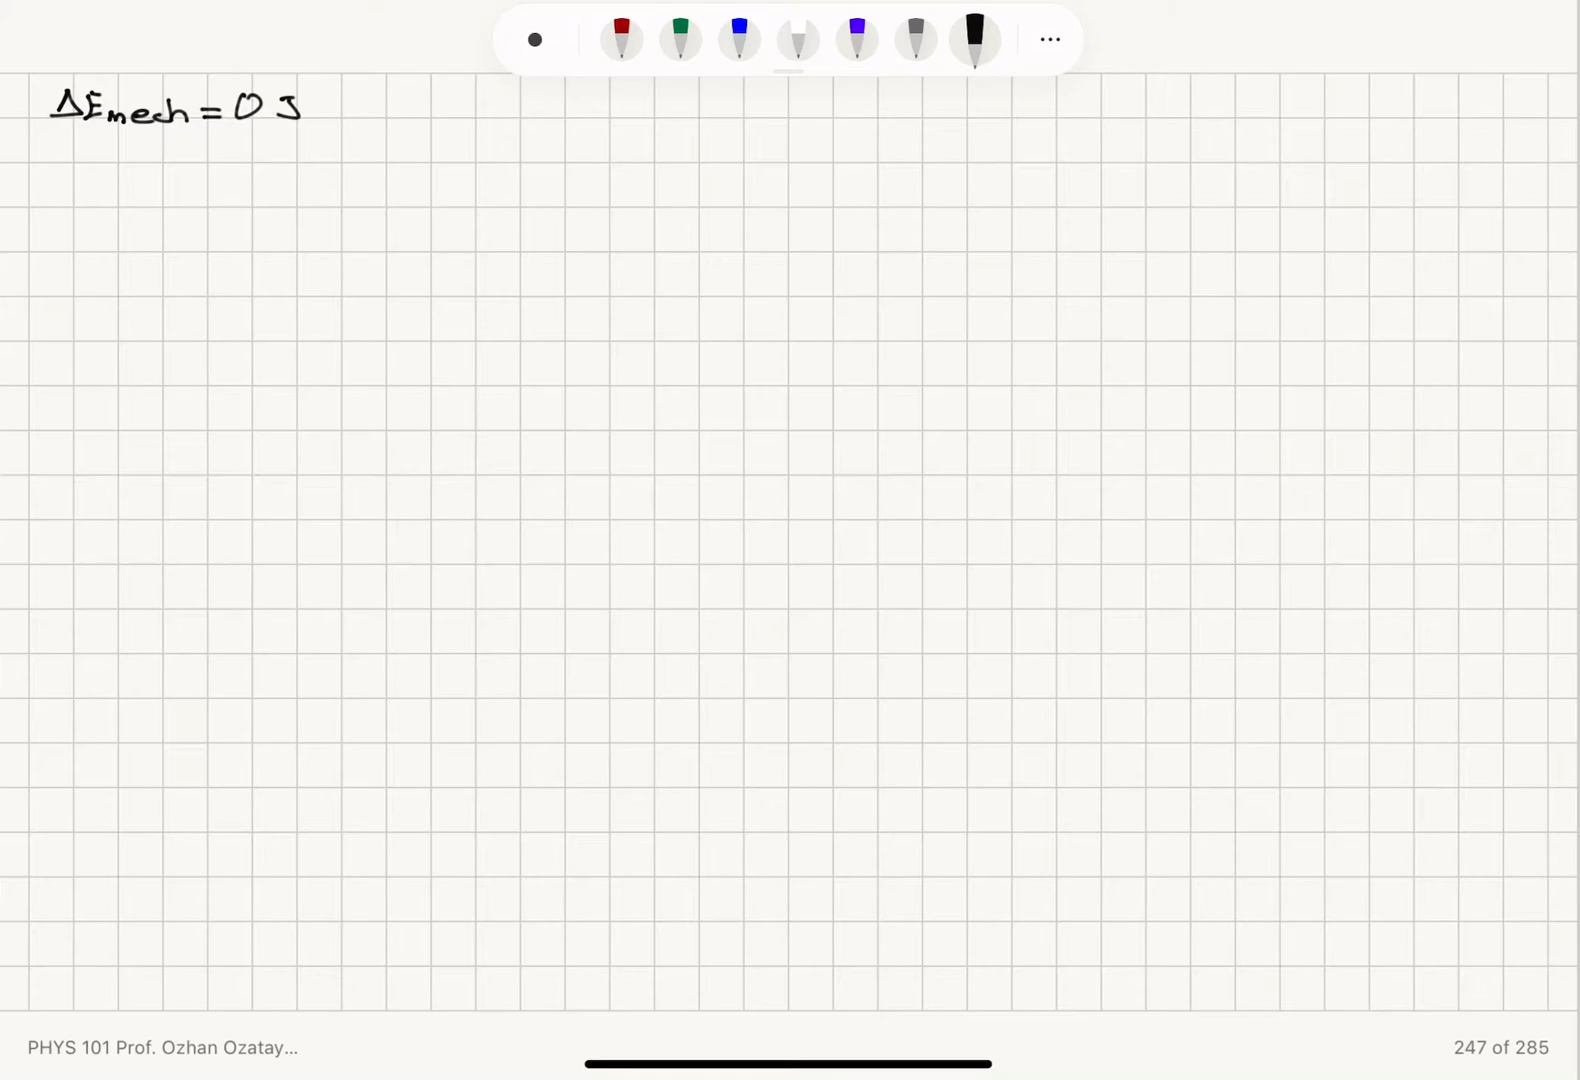 ΔEmech = 0 J
PHYS 101 Prof. Ozhan Ozatay...
247 of 285